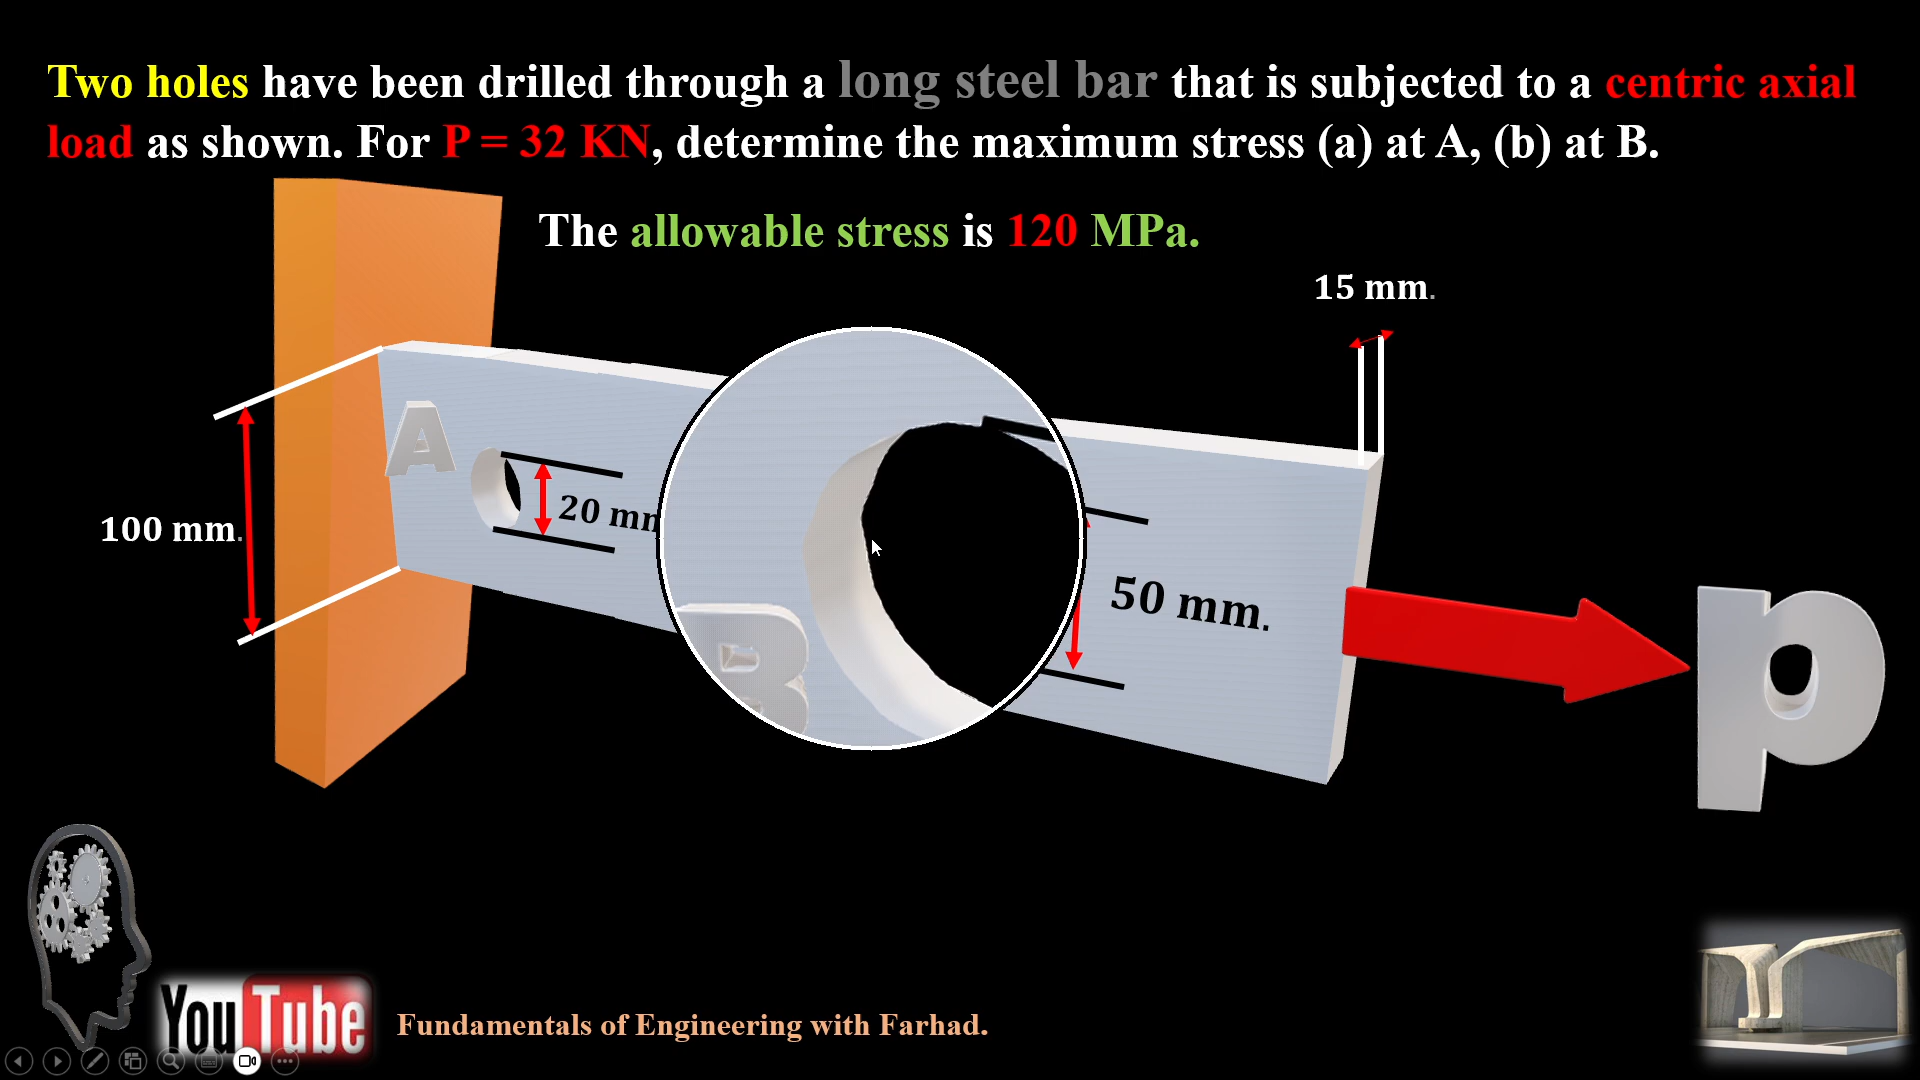 Two holes have been drilled through a long steel bar that is subjected to a centric axial
load as shown. For P = 32 KN, determine the maximum stress (a) at A, (b) at B.
The allowable stress is 120 MPa.
15 mm.
A
20 mm
100 mm.
50 mm.
B
P
YouTube
Fundamentals of Engineering with Farhad.